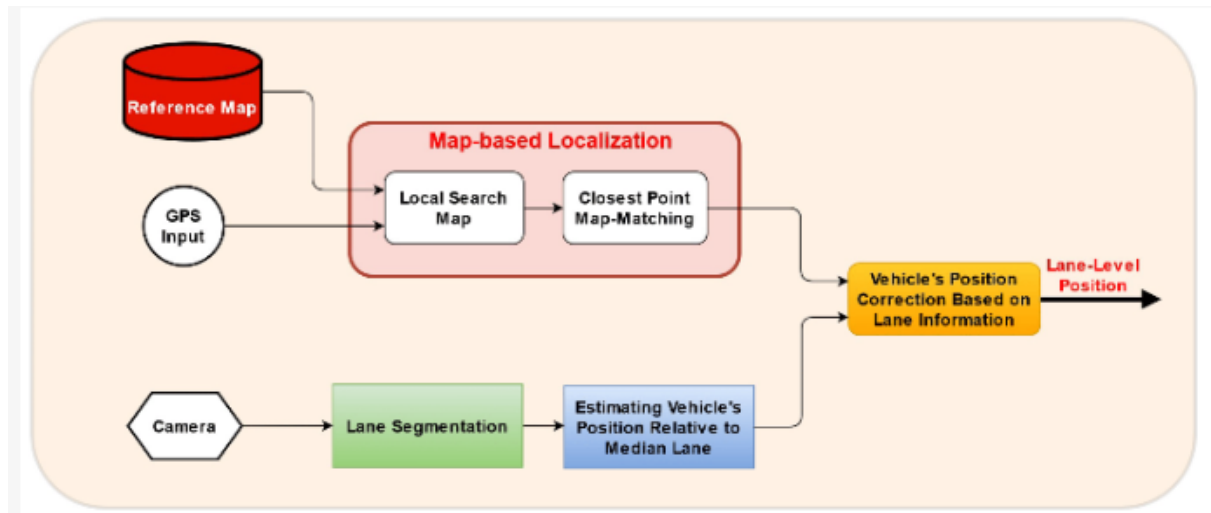 Reference Map
Map-based Localization
Local Search
Map
Closest Point
Map-Matching
GPS
Input
Vehicle's Position
Correction Based on
Lane Information
Lane-Level
Position
Camera
Lane Segmentation
Estimating Vehicle's
Position Relative to
Median Lane